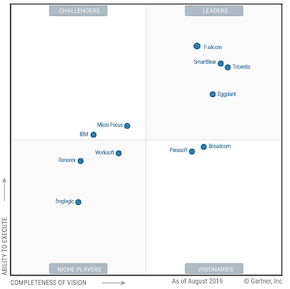 CHALLENGERS
LEADERS
Falcon
SmartBear
Tricentis
Eggplant
Micro Focus
IBM
Worksoft
Ranorex
froglogic
Parasoft
Broadcom
NICHE PLAYERS
VISIONARIES
ABILITY TO EXECUTE
COMPLETENESS OF VISION
As of August 2019
© Gartner, Inc